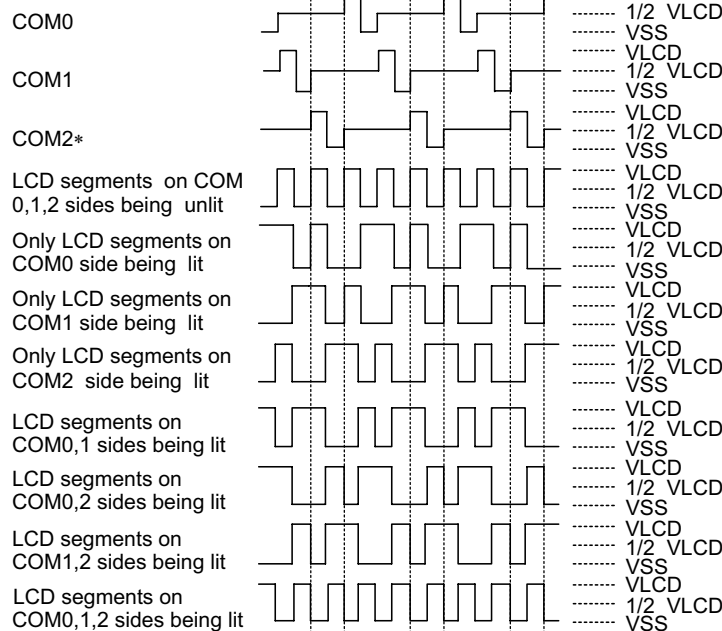 COM0
1/2 VLCD
VSS
VLCD
COM1
1/2 VLCD
VSS
VLCD
COM2*
1/2 VLCD
VSS
LCD segments on COM
0,1,2 sides being unlit
VLCD
1/2 VLCD
VSS
Only LCD segments on
COM0 side being lit
VLCD
1/2 VLCD
VSS
Only LCD segments on
COM1 side being lit
VLCD
1/2 VLCD
VSS
Only LCD segments on
COM2 side being lit
VLCD
1/2 VLCD
VSS
LCD segments on
COM0,1 sides being lit
VLCD
1/2 VLCD
VSS
LCD segments on
COM0,2 sides being lit
VLCD
1/2 VLCD
VSS
LCD segments on
COM1,2 sides being lit
VLCD
1/2 VLCD
VSS
LCD segments on
COM0,1,2 sides being lit
VLCD
1/2 VLCD
VSS